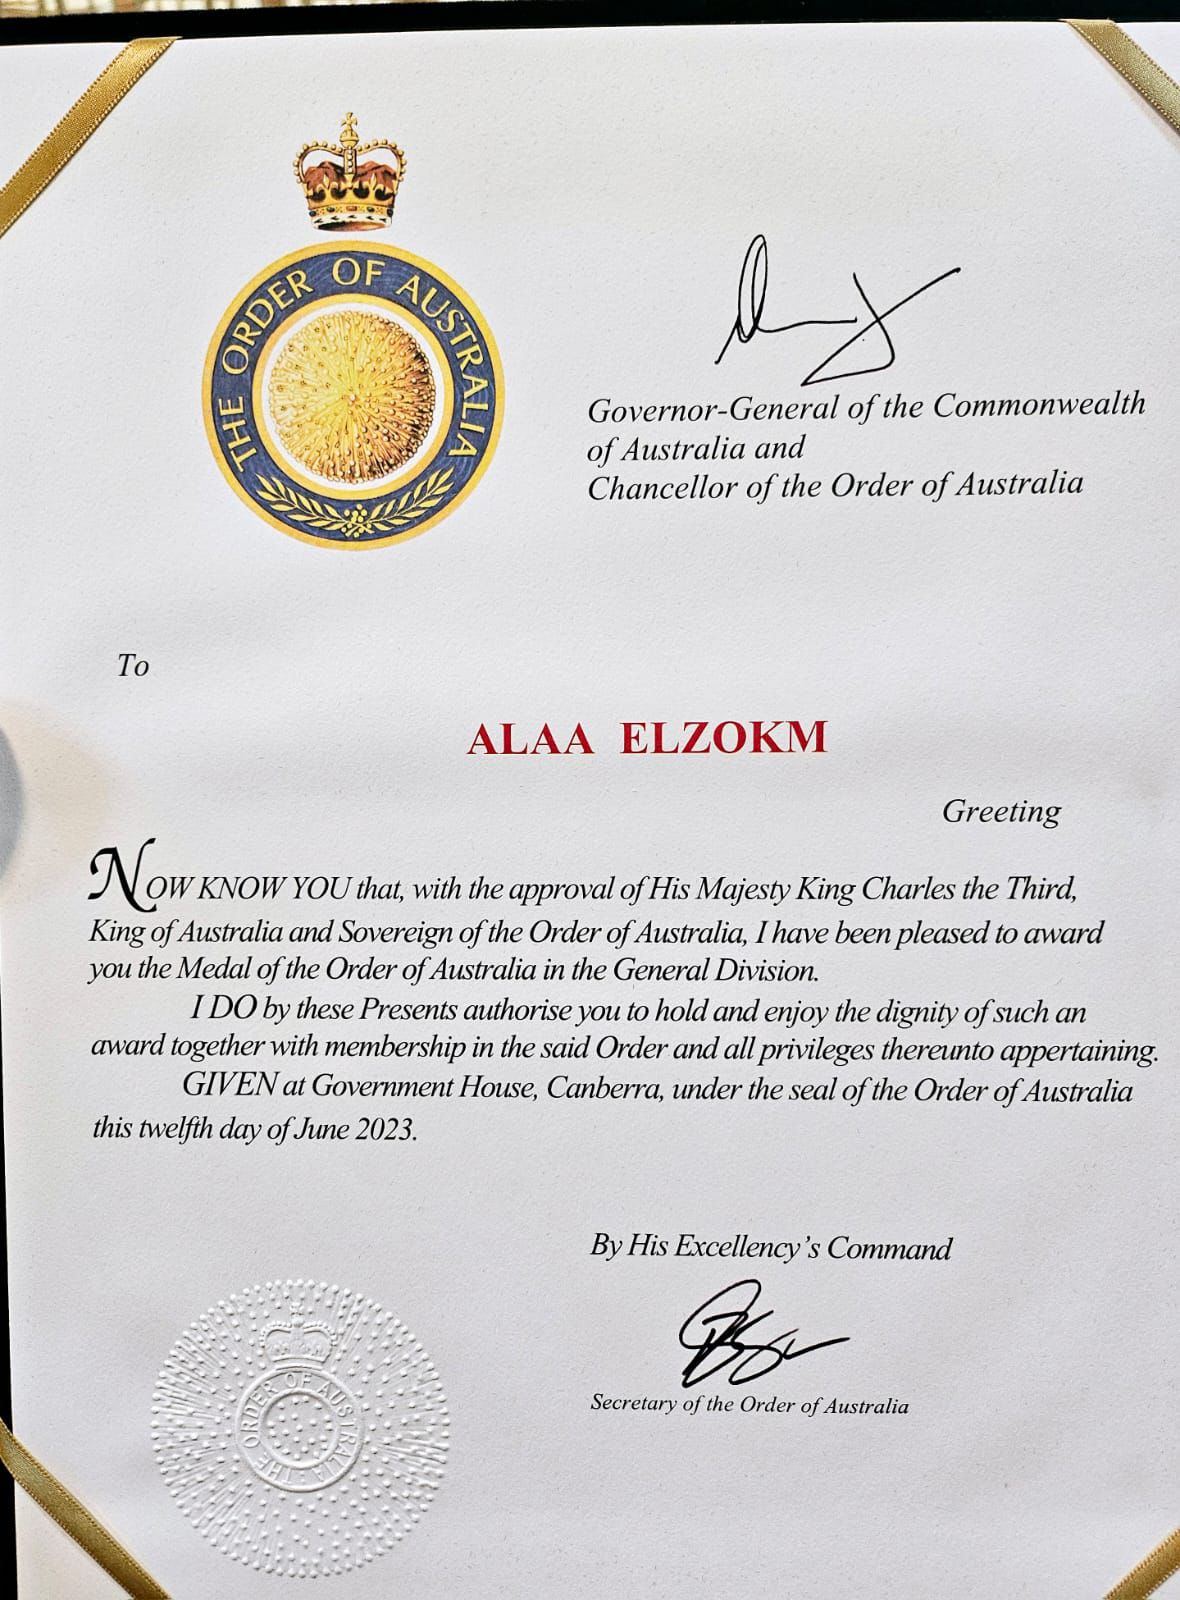 THE ORDER OF AUSTRALIA
Governor-General of the Commonwealth
of Australia and
Chancellor of the Order of Australia
To
ALAA ELZOKM
Greeting
NOW KNOW YOU that, with the approval of His Majesty King Charles the Third,
King of Australia and Sovereign of the Order of Australia, I have been pleased to award
you the Medal of the Order of Australia in the General Division.
I DO by these Presents authorise you to hold and enjoy the dignity of such an
award together with membership in the said Order and all privileges thereunto appertaining.
GIVEN at Government House, Canberra, under the seal of the Order of Australia
this twelfth day of June 2023.
By His Excellency's Command
Secretary of the Order of Australia
THE ORDER OF AUSTRALIA